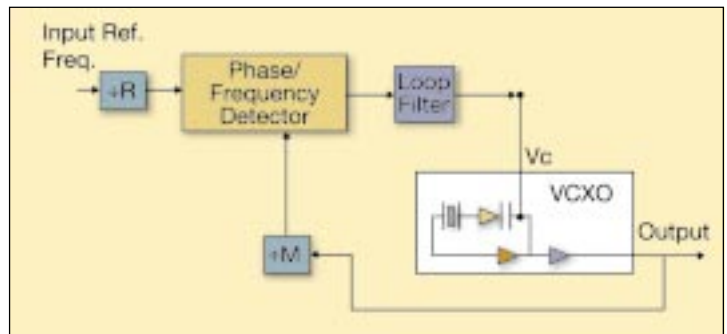 Input Ref.
Freq.
÷R
Phase/
Frequency
Detector
Loop
Filter
Vc
VCXO
Output
÷M